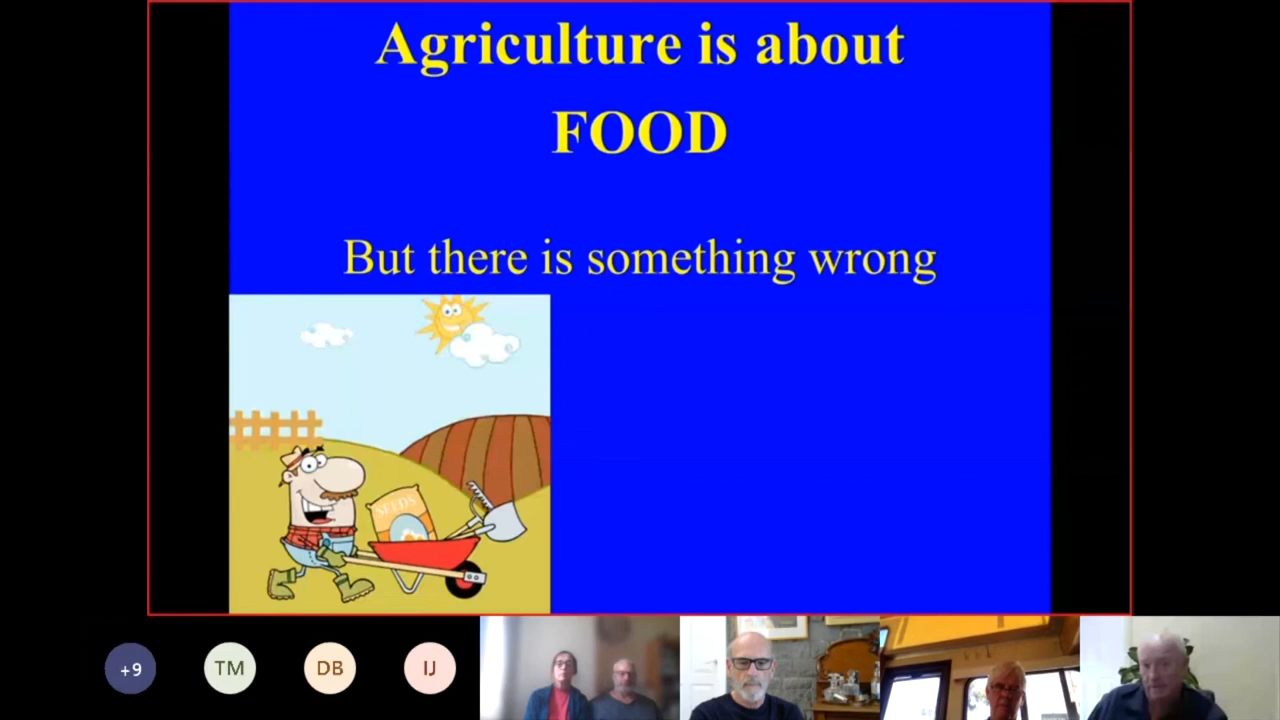 Agriculture is about
FOOD
But there is something wrong
SEEDS
+9
TM
DB
IJ